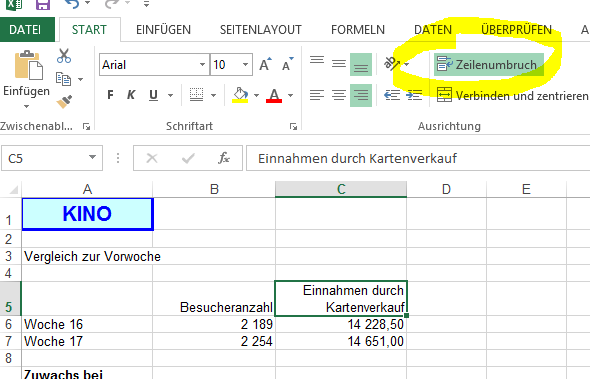 DATEI START EINFÜGEN SEITENLAYOUT FORMELN DATEN ÜBERPRÜFEN A
Arial 10 A A Zeilenumbruch
Einfügen F K U A Verbinden und zentrieren
Zwischenabl... Schriftart Ausrichtung
C5 fx Einnahmen durch Kartenverkauf
A B C D E
1 KINO
2
3 Vergleich zur Vorwoche
4
Einnahmen durch
5 Besucheranzahl Kartenverkauf
6 Woche 16 2 189 14 228,50
7 Woche 17 2 254 14 651,00
8
Zuwachs bei